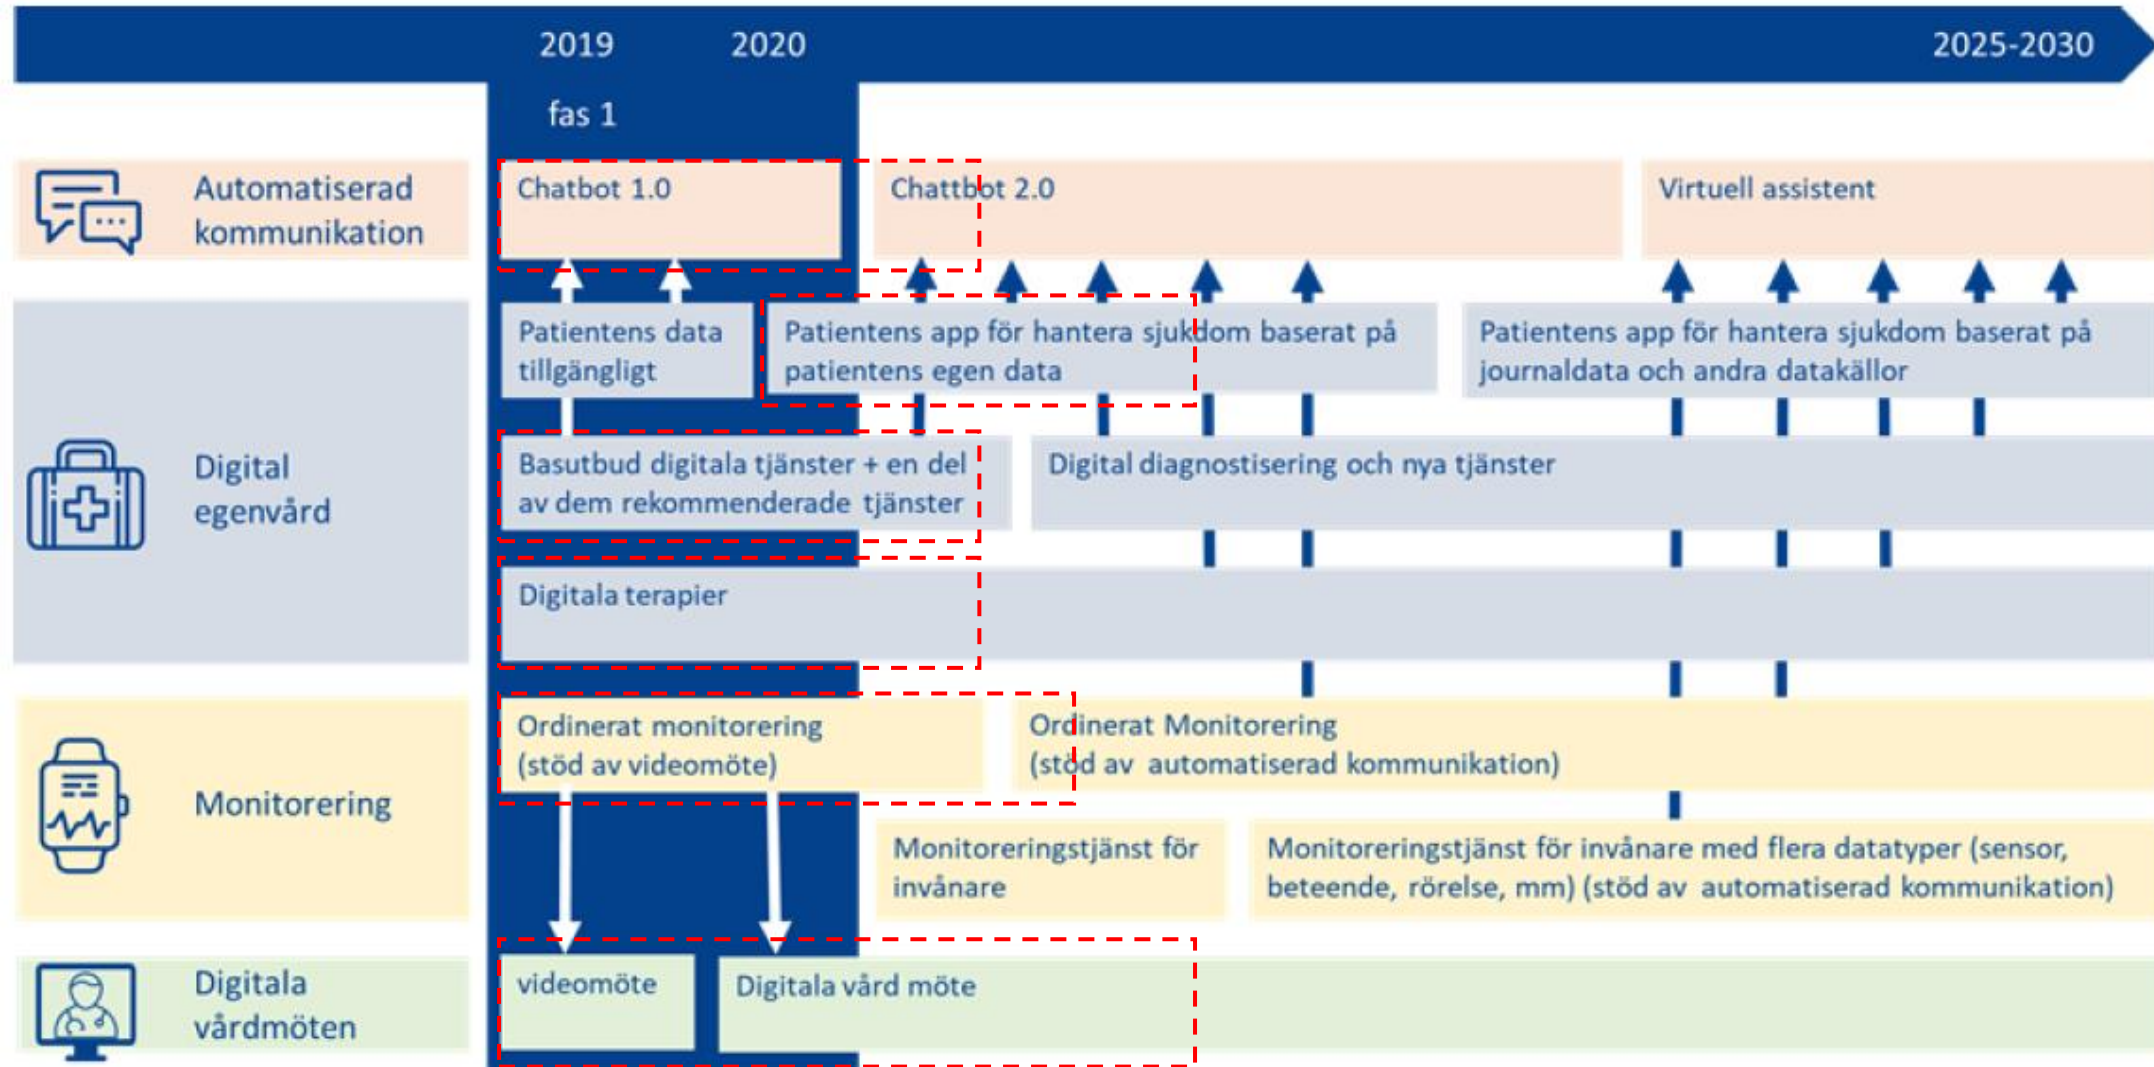 2019
2020
2025-2030
fas 1
Automatiserad
kommunikation
Chatbot 1.0
Chattbot 2.0
Virtuell assistent
Digital
egenvård
Patientens data
tillgängligt
Patientens app för hantera sjukdom baserat på
patientens egen data
Patientens app för hantera sjukdom baserat på
journaldata och andra datakällor
Basutbud digitala tjänster + en del
av dem rekommenderade tjänster
Digital diagnostisering och nya tjänster
Digitala terapier
Monitorering
Ordinerat monitorering
(stöd av videomöte)
Ordinerat Monitorering
(stöd av automatiserad kommunikation)
Monitoreringstjänst för
invånare
Monitoreringstjänst för invånare med flera datatyper (sensor,
beteende, rörelse, mm) (stöd av automatiserad kommunikation)
Digitala
vårdmöten
videomöte
Digitala vård möte